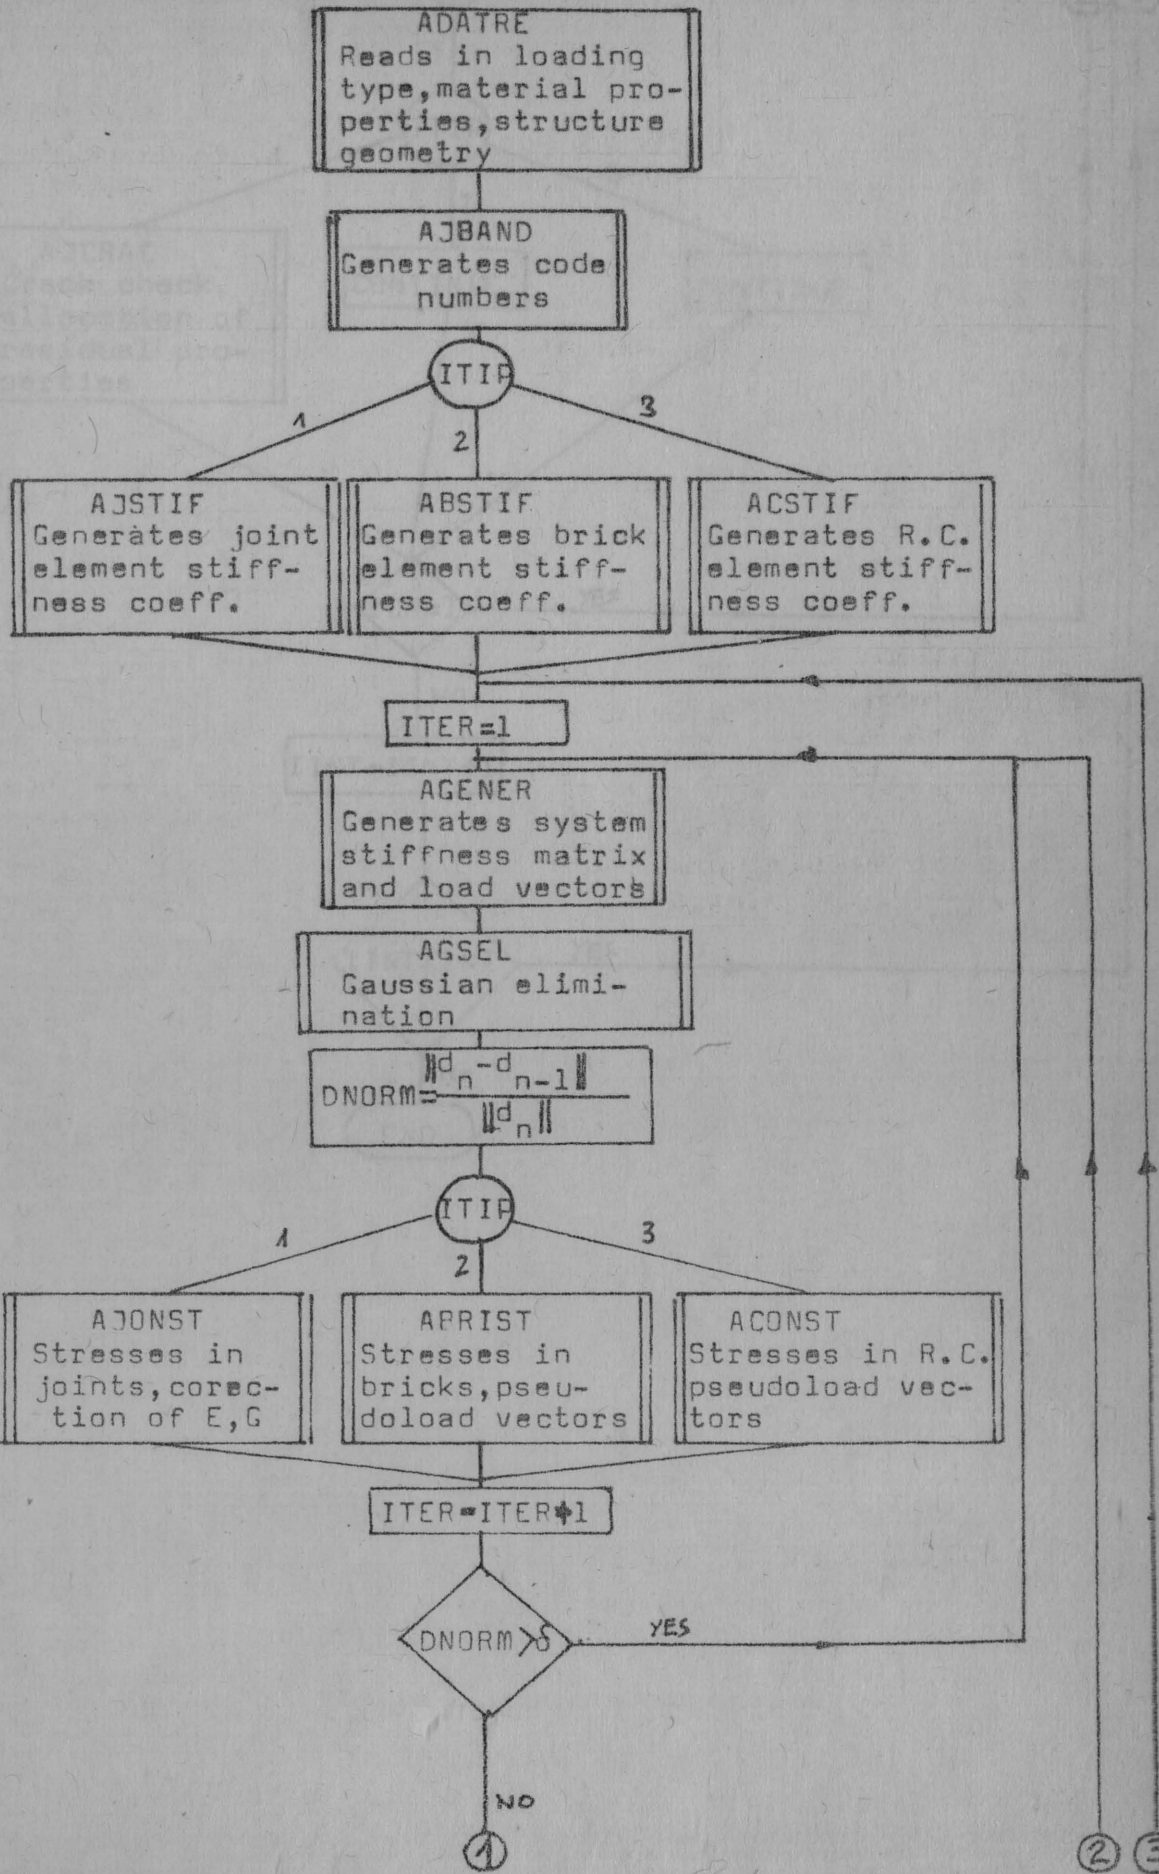 ADATRE
Reads in loading
type,material pro-
perties,structure
geometry
AJBAND
Generates code
numbers
ITIP
1
2
3
AJSTIF
Generates joint
element stiff-
ness coeff.
ABSTIF
Generates brick
element stiff-
ness coeff.
ACSTIF
Generates R.C.
element stiff-
ness coeff.
ITER=1
AGENER
Generates system
stiffness matrix
and load vectors
AGSEL
Gaussian elimi-
nation
‖d n-d n-1‖
DNORM=
‖d n‖
ITIP
1
2
3
AJONST
Stresses in
joints,corec-
tion of E,G
ABRIST
Stresses in
bricks,pseu-
doload vectors
ACONST
Stresses in R.C.
pseudoload vec-
tors
ITER=ITER+1
DNORM>δ
YES
NO
1
2
3